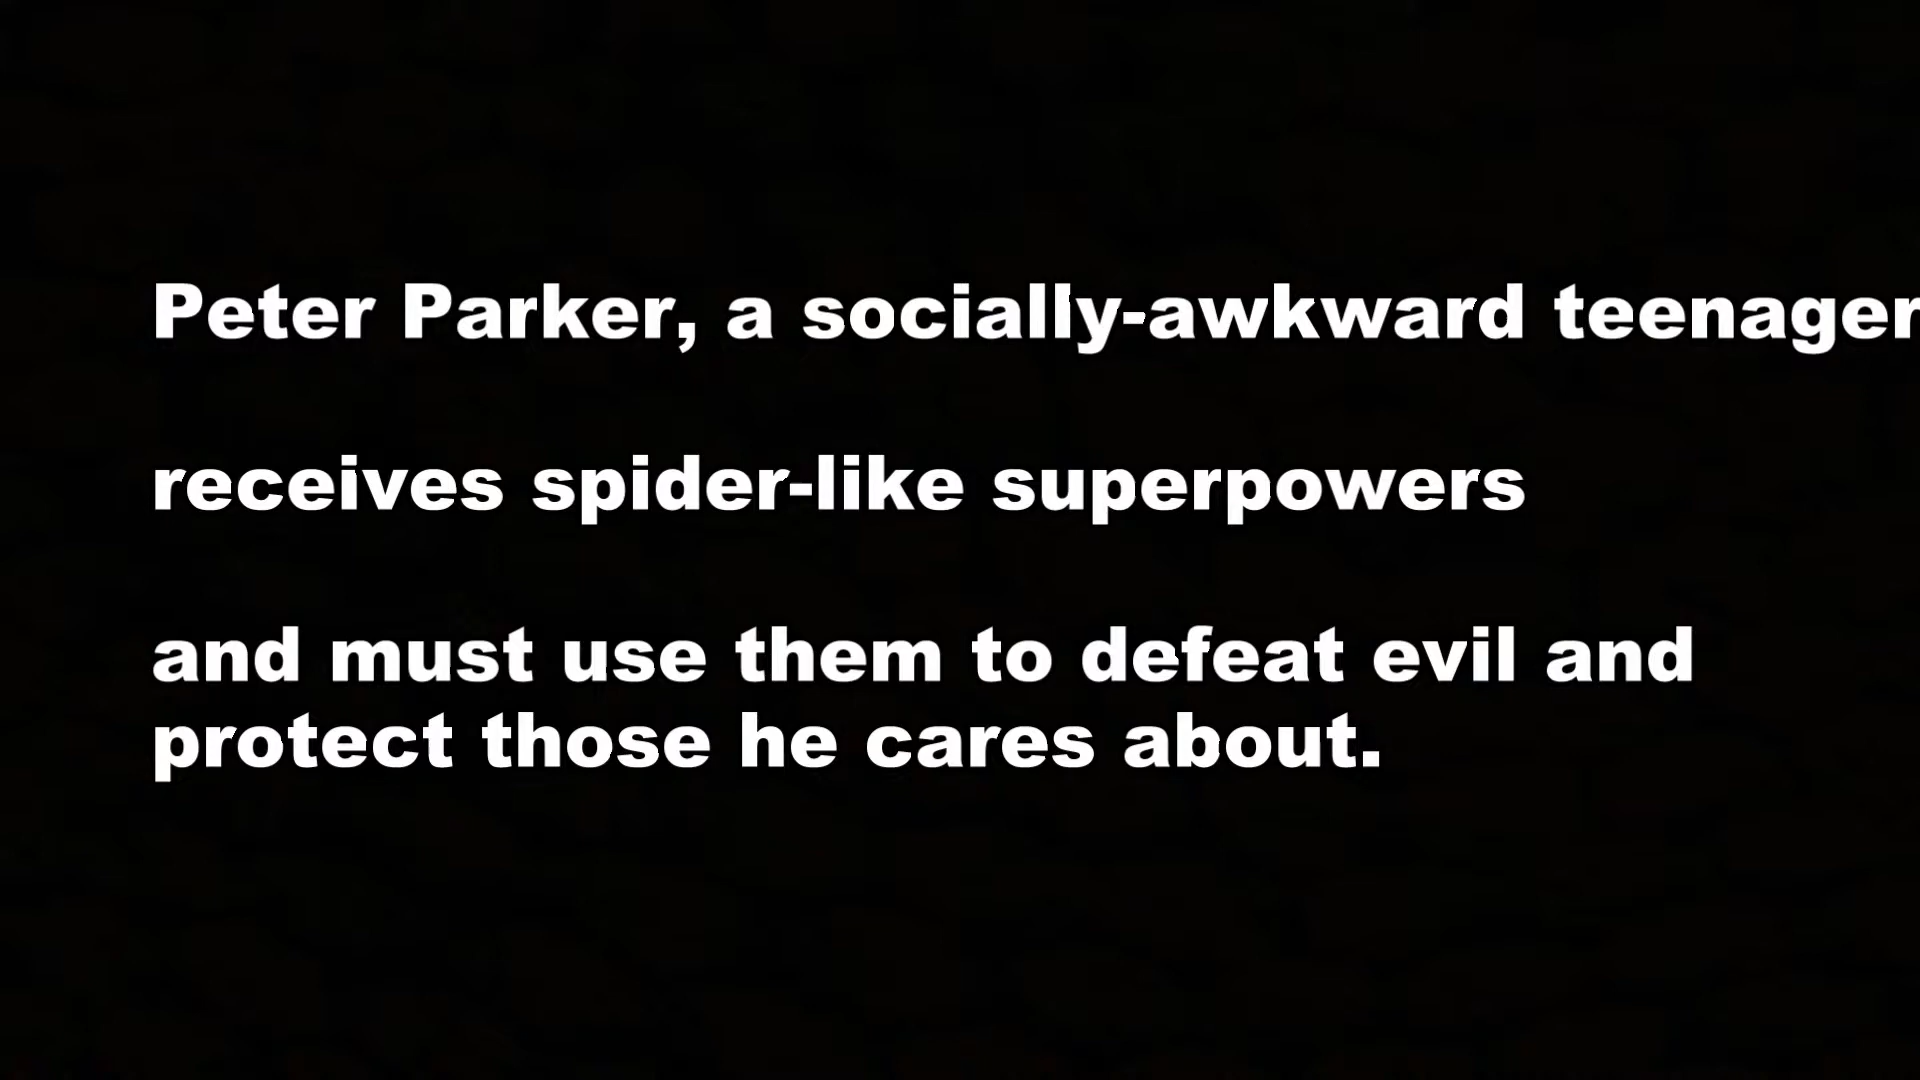 Peter Parker, a socially-awkward teenager
receives spider-like superpowers
and must use them to defeat evil and
protect those he cares about.